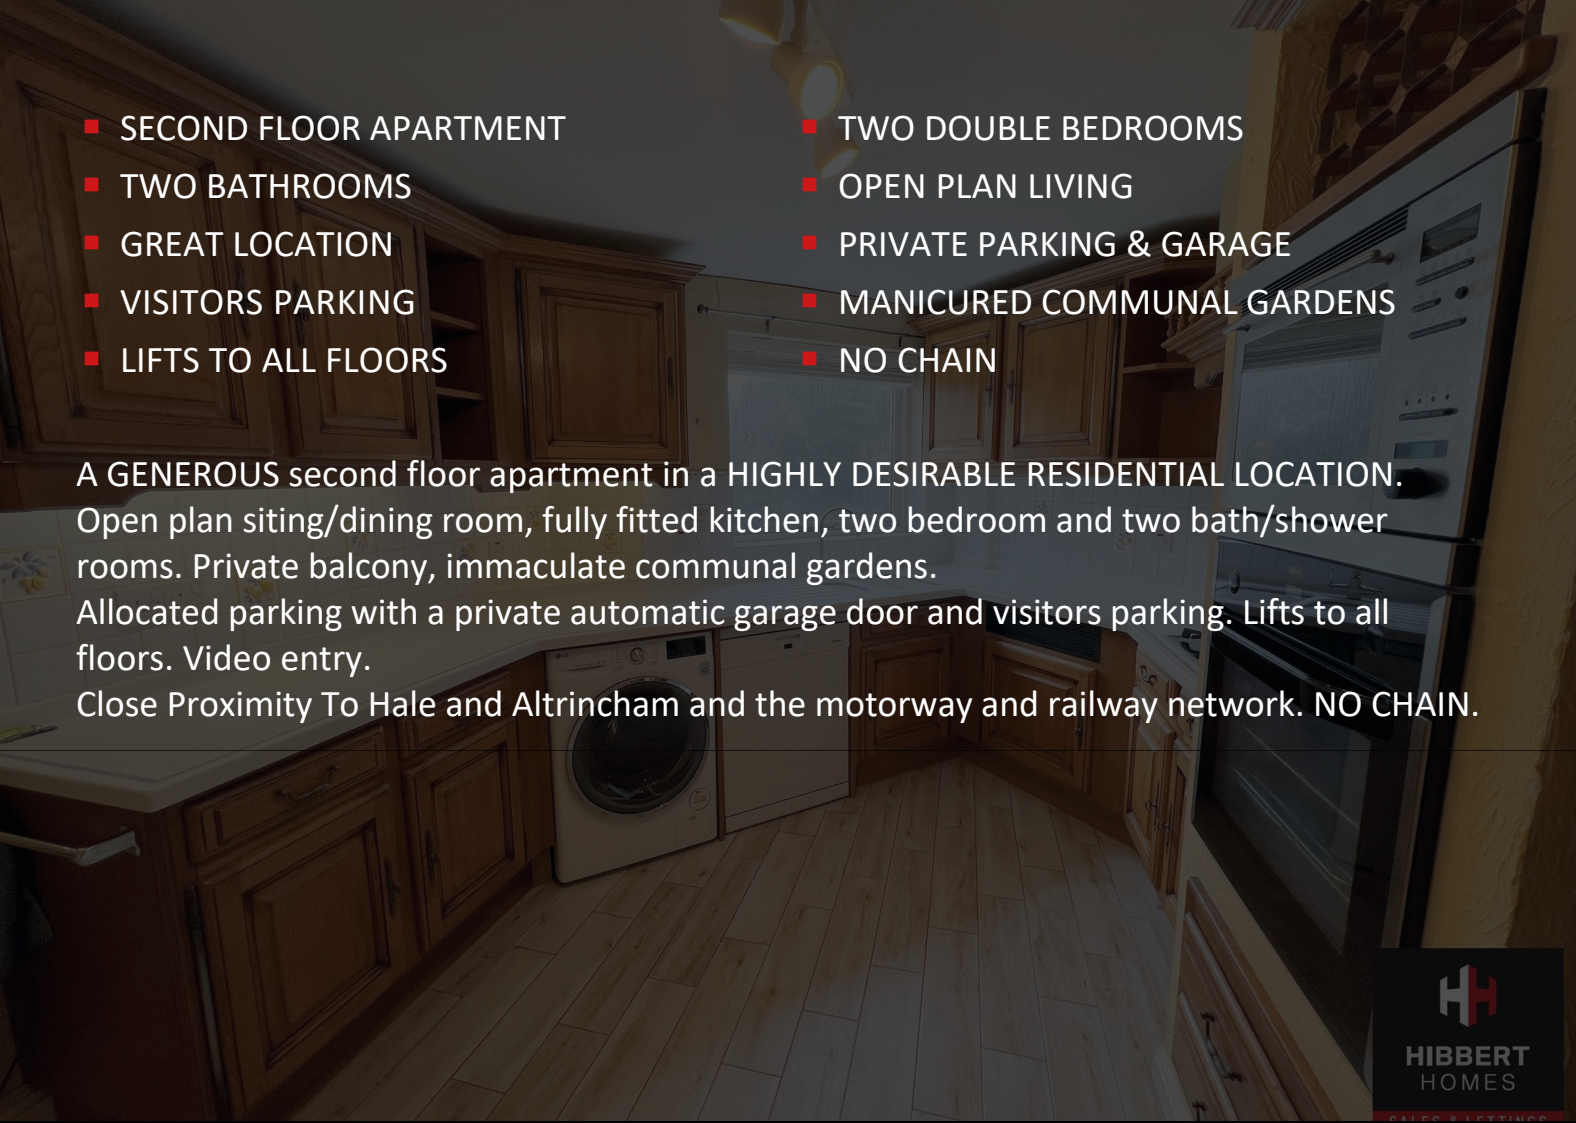 SECOND FLOOR APARTMENT
TWO BATHROOMS
GREAT LOCATION
VISITORS PARKING
LIFTS TO ALL FLOORS
TWO DOUBLE BEDROOMS
OPEN PLAN LIVING
PRIVATE PARKING & GARAGE
MANICURED COMMUNAL GARDENS
NO CHAIN
A GENEROUS second floor apartment in a HIGHLY DESIRABLE RESIDENTIAL LOCATION.
Open plan siting/dining room, fully fitted kitchen, two bedroom and two bath/shower
rooms. Private balcony, immaculate communal gardens.
Allocated parking with a private automatic garage door and visitors parking. Lifts to all
floors. Video entry.
Close Proximity To Hale and Altrincham and the motorway and railway network. NO CHAIN.
HIBBERT
HOMES
SALES & LETTINGS